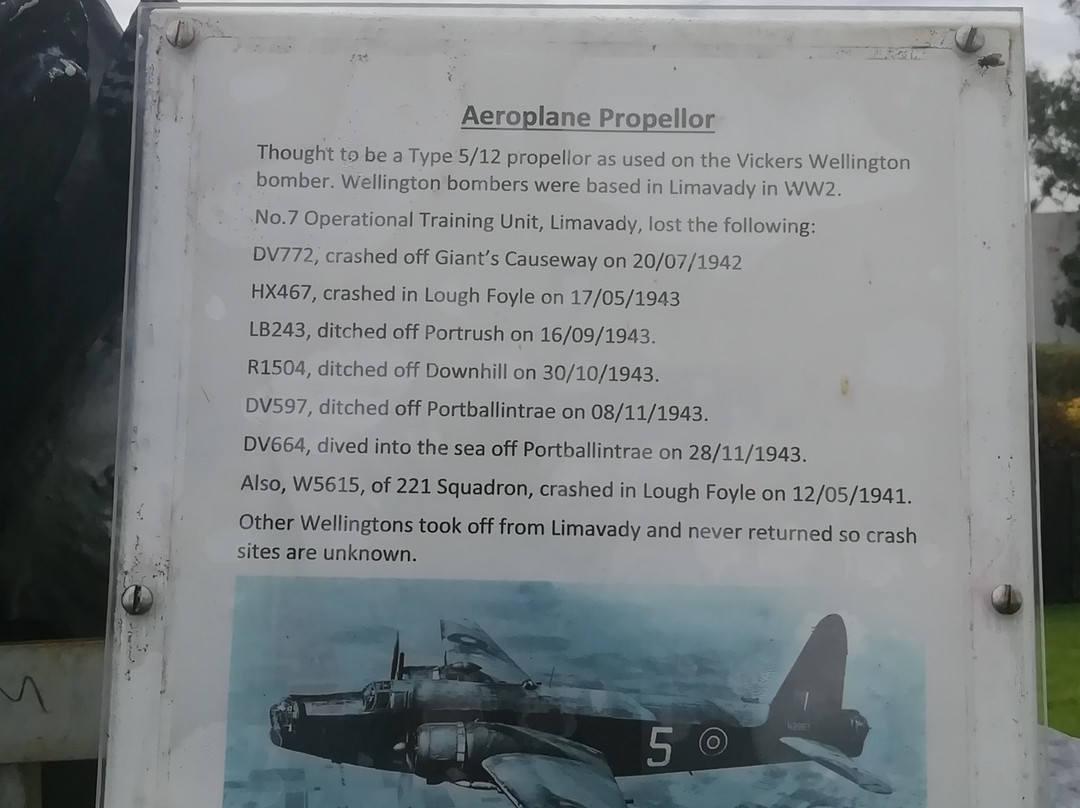 Aeroplane Propellor
Thought to be a Type 5/12 propellor as used on the Vickers Wellington
bomber. Wellington bombers were based in Limavady in WW2.
No.7 Operational Training Unit, Limavady, lost the following:
DV772, crashed off Giant's Causeway on 20/07/1942
HX467, crashed in Lough Foyle on 17/05/1943
LB243, ditched off Portrush on 16/09/1943.
R1504, ditched off Downhill on 30/10/1943.
DV597, ditched off Portballintrae on 08/11/1943.
DV664, dived into the sea off Portballintrae on 28/11/1943.
Also, W5615, of 221 Squadron, crashed in Lough Foyle on 12/05/1941.
Other Wellingtons took off from Limavady and never returned so crash
sites are unknown.
5